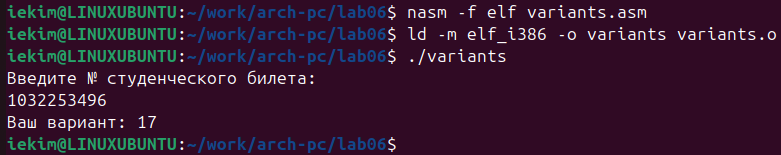 iekim@LINUXUBUNTU:~/work/arch-pc/lab06$ nasm -f elf variants.asm
iekim@LINUXUBUNTU:~/work/arch-pc/lab06$ ld -m elf_i386 -o variants variants.o
iekim@LINUXUBUNTU:~/work/arch-pc/lab06$ ./variants
Введите № студенческого билета:
1032253496
Ваш вариант: 17
iekim@LINUXUBUNTU:~/work/arch-pc/lab06$